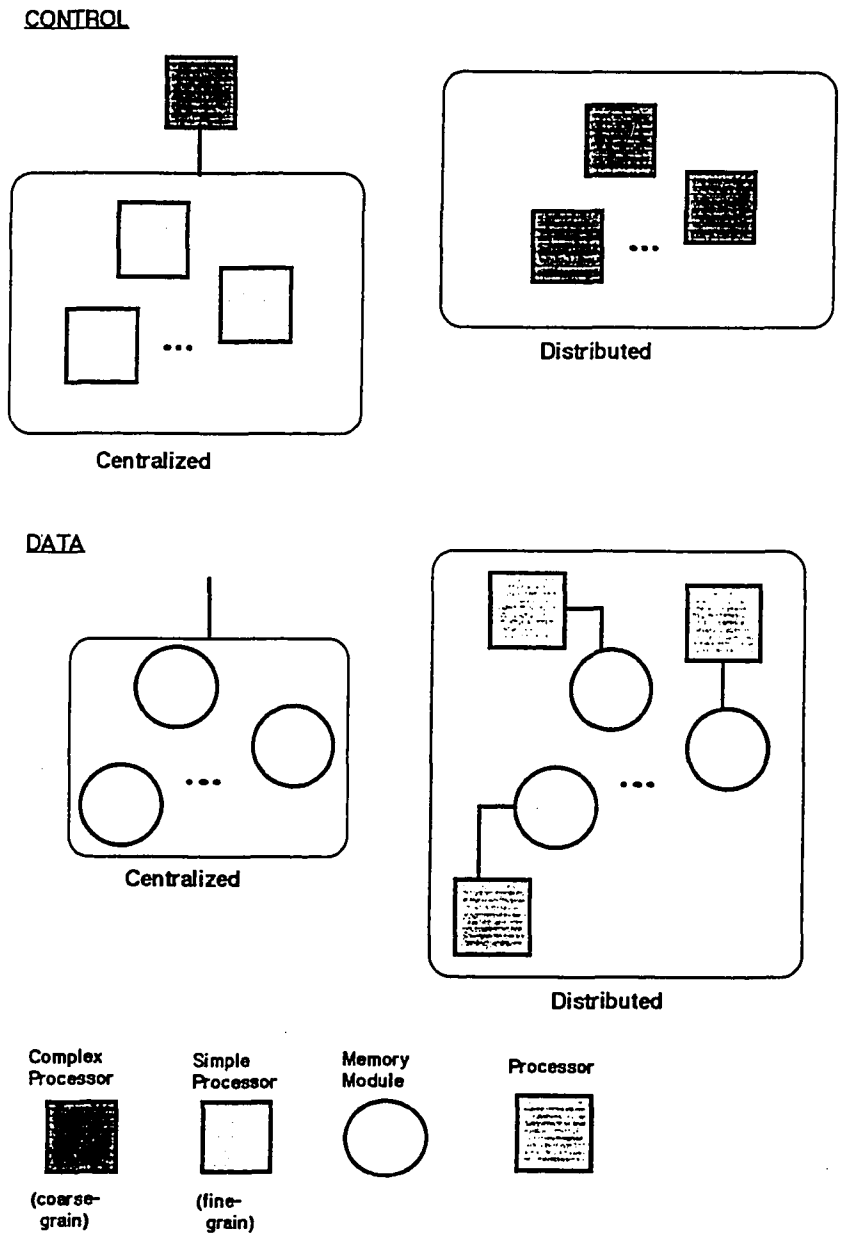 CONTROL
...
...
Distributed
Centralized
DATA
...
...
Centralized
Distributed
Complex
Processor
Simple
Processor
Memory
Module
Processor
(coarse-
grain)
(fine-
grain)